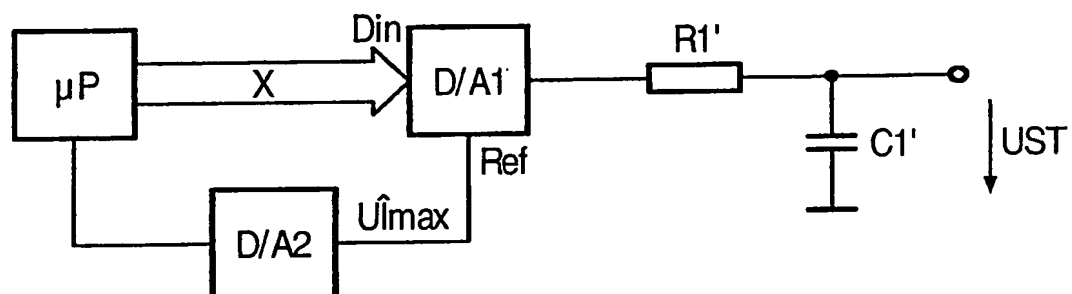 Din
R1'
µP
X
D/A1
C1'
UST
Ref
UÎmax
D/A2